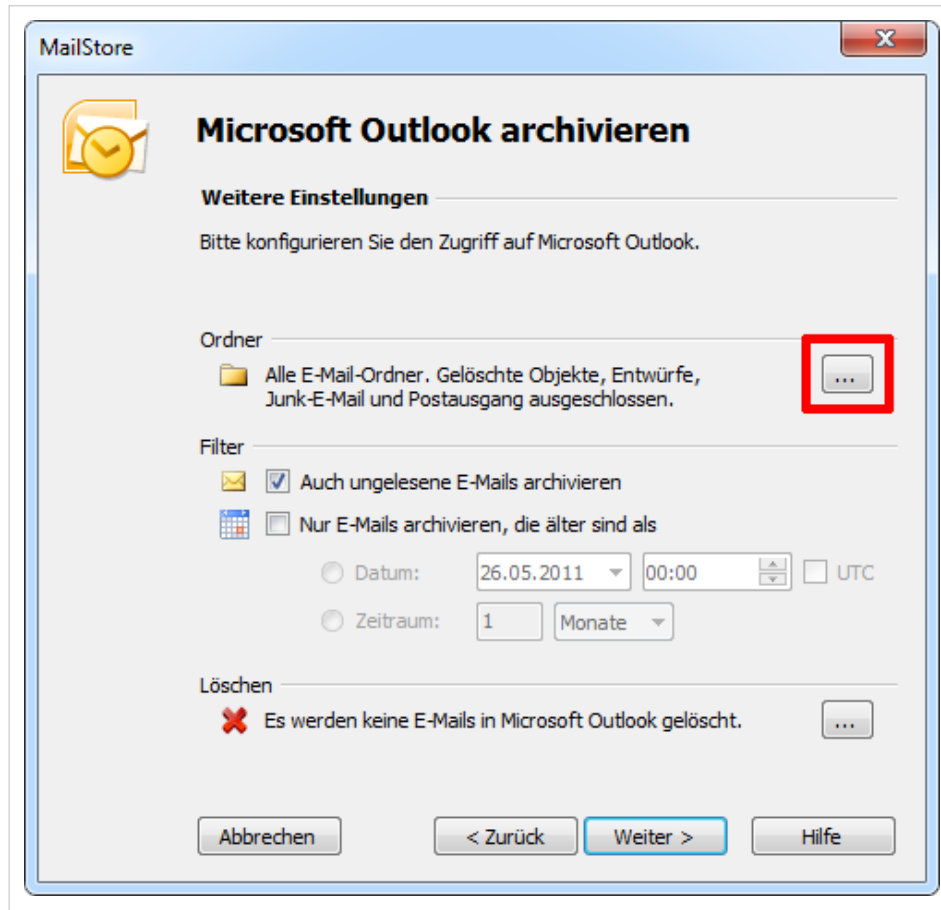 MailStore
Microsoft Outlook archivieren
Weitere Einstellungen
Bitte konfigurieren Sie den Zugriff auf Microsoft Outlook.
Ordner
Alle E-Mail-Ordner. Gelöschte Objekte, Entwürfe,
Junk-E-Mail und Postausgang ausgeschlossen.
...
Filter
Auch ungelesene E-Mails archivieren
Nur E-Mails archivieren, die älter sind als
Datum: 26.05.2011 00:00 UTC
Zeitraum: 1 Monate
Löschen
Es werden keine E-Mails in Microsoft Outlook gelöscht. ...
Abbrechen < Zurück Weiter > Hilfe